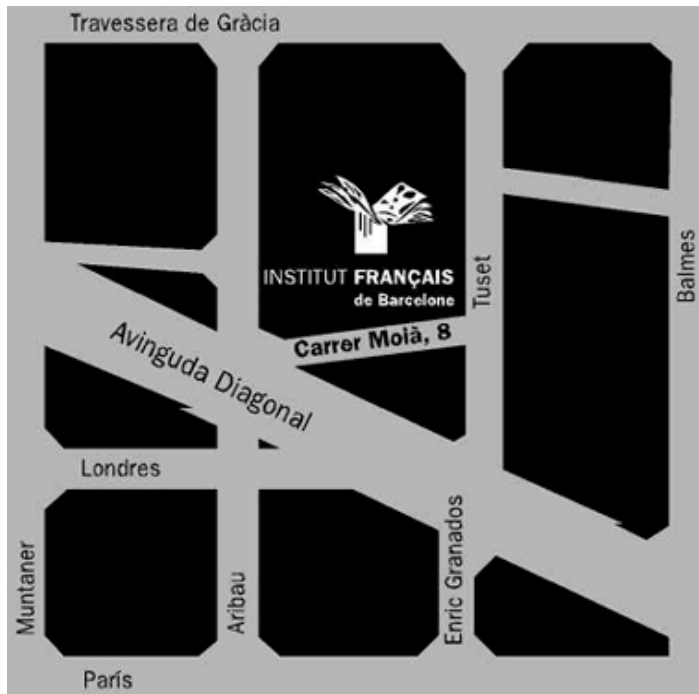 Travessera de Gràcia
INSTITUT FRANÇAIS
de Barcelone
Tuset
Balmes
Carrer Moià, 8
Avinguda Diagonal
Londres
Muntaner
Aribau
Enric Granados
París